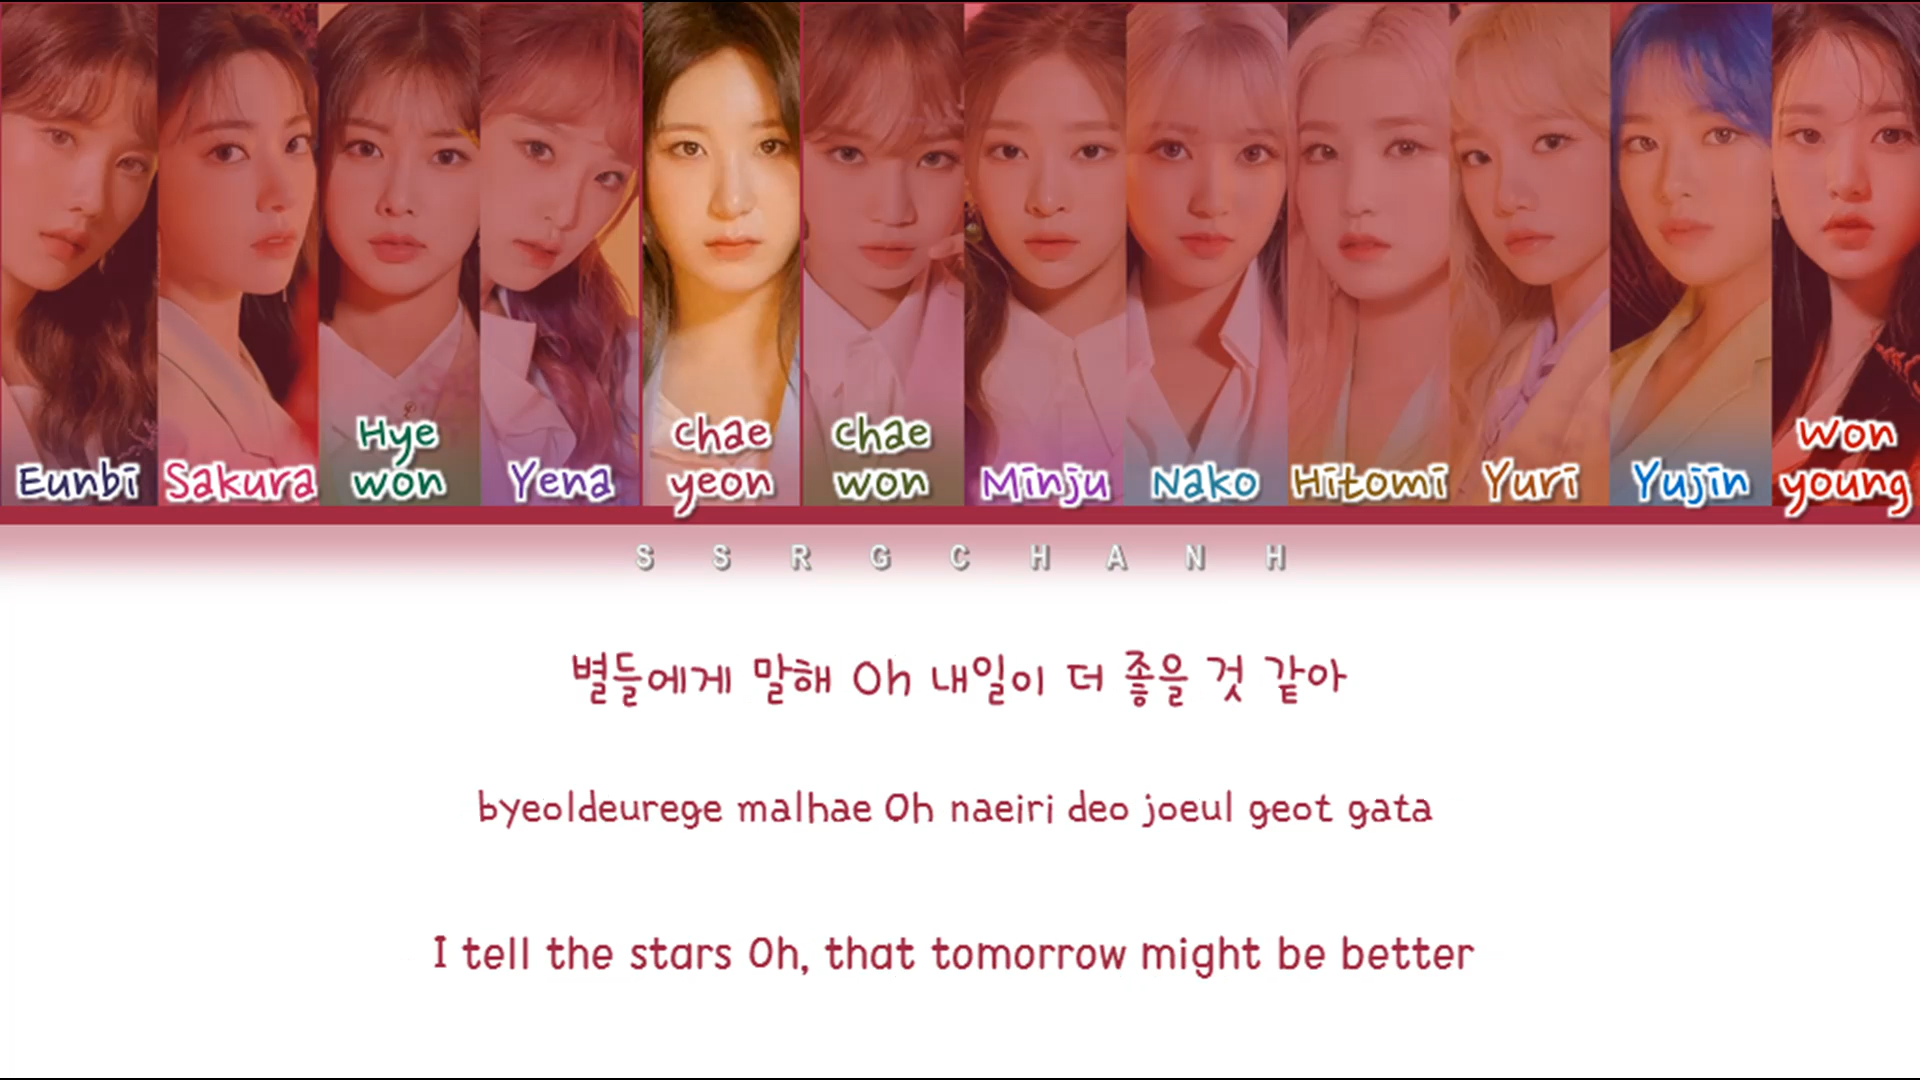 Eunbi
Sakura
Hye
won
Yena
chae
yeon
chae
won
Minju
Nako
Hitomi
Yuri
Yujin
Won
young
S S R G C H A N H
별들에게 말해 Oh 내일이 더 좋을 것 같아
byeoldeurege malhae Oh naeiri deo joeul geot gata
I tell the stars Oh, that tomorrow might be better